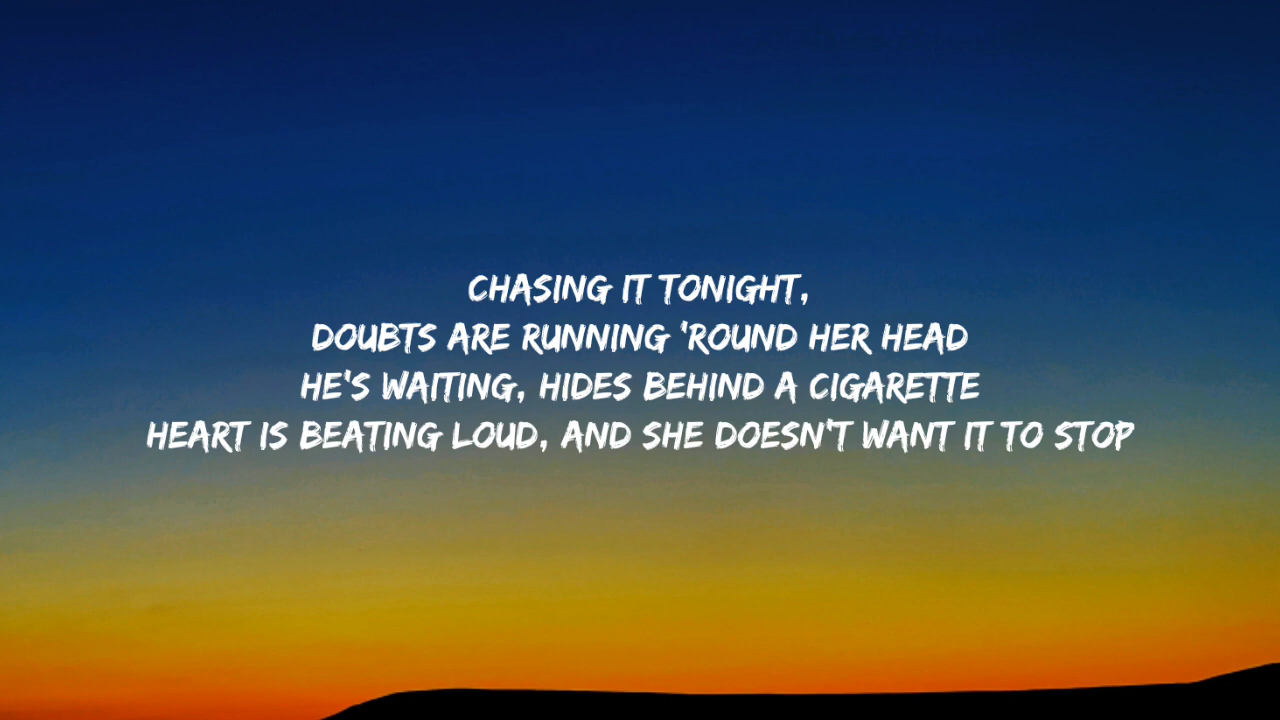 CHASING IT TONIGHT,
DOUBTS ARE RUNNING 'ROUND HER HEAD
HE'S WAITING, HIDES BEHIND A CIGARETTE
HEART IS BEATING LOUD, AND SHE DOESN'T WANT IT TO STOP